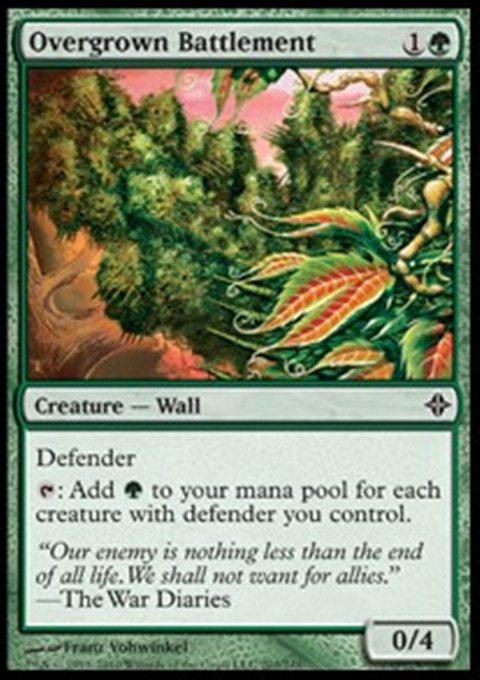 Overgrown Battlement 1
Creature — Wall
Defender
: Add to your mana pool for each
creature with defender you control.
“Our enemy is nothing less than the end
of all life. We shall not want for allies.”
—The War Diaries
Franz Vohwinkel
0/4